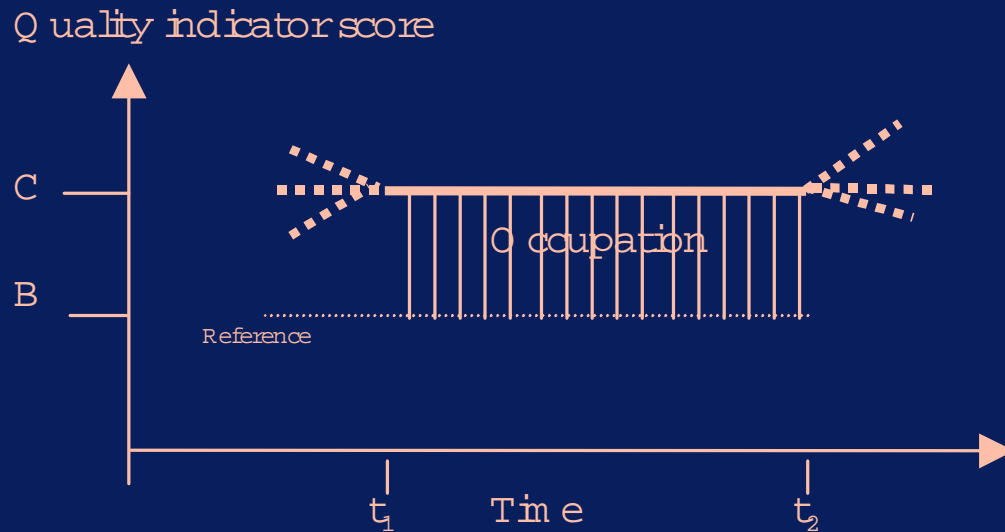 Quality indicator score
C
Occupation
B
Reference
t1 Time t2